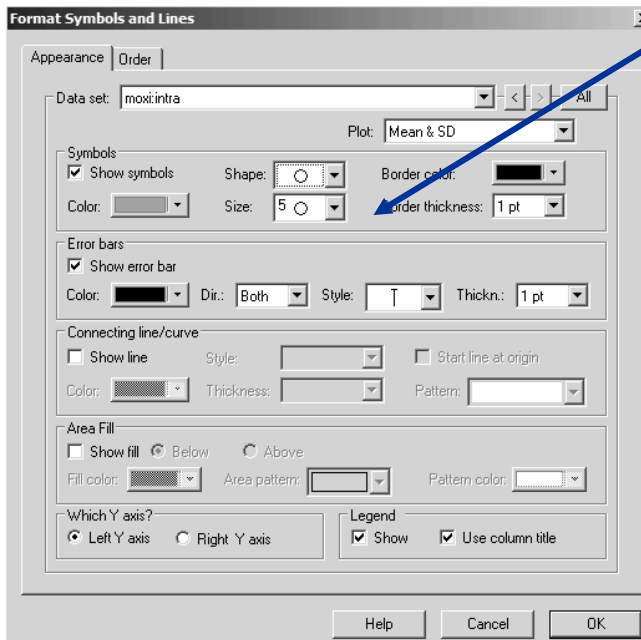 Format Symbols and Lines
Appearance Order
Data set: moxi:intra < > All
Plot: Mean & SD
Symbols
Show symbols Shape: Border color:
Color: Size: 5 Border thickness: 1 pt
Error bars
Show error bar
Color: Dir.: Both Style: Thickn.: 1 pt
Connecting line/curve
Show line Style: Start line at origin
Color: Thickness: Pattern:
Area Fill
Show fill Below Above
Fill color: Area pattern: Pattern color:
Which Y axis? Legend
Left Y axis Right Y axis Show Use column title
Help Cancel OK